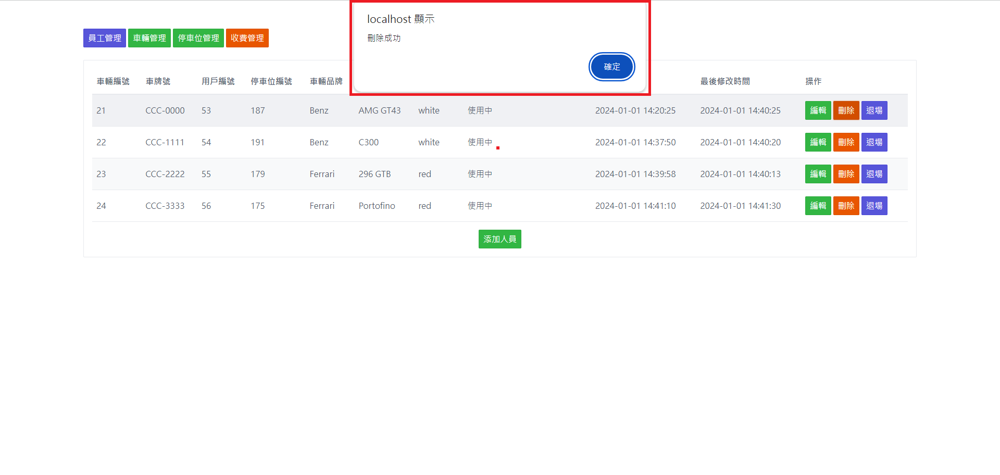 localhost 顯示
刪除成功
確定
員工管理 車輛管理 停車位管理 收費管理
車輛編號 車牌號 用戶編號 停車位編號 車輛品牌 最後修改時間 操作
21 CCC-0000 53 187 Benz AMG GT43 white 使用中 2024-01-01 14:20:25 2024-01-01 14:40:25 編輯 刪除 退場
22 CCC-1111 54 191 Benz C300 white 使用中 2024-01-01 14:37:50 2024-01-01 14:40:20 編輯 刪除 退場
23 CCC-2222 55 179 Ferrari 296 GTB red 使用中 2024-01-01 14:39:58 2024-01-01 14:40:13 編輯 刪除 退場
24 CCC-3333 56 175 Ferrari Portofino red 使用中 2024-01-01 14:41:10 2024-01-01 14:41:30 編輯 刪除 退場
添加人員